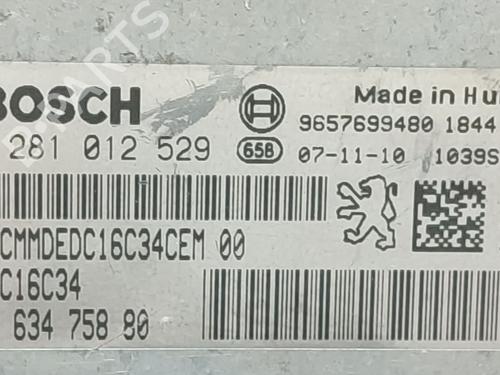 BOSCH
Made in Hu
281 012 529
658
9657699480 1844
07-11-10 1039S
CMMDEDC16C34CEM 00
C16C34
634 758 80
PARTS